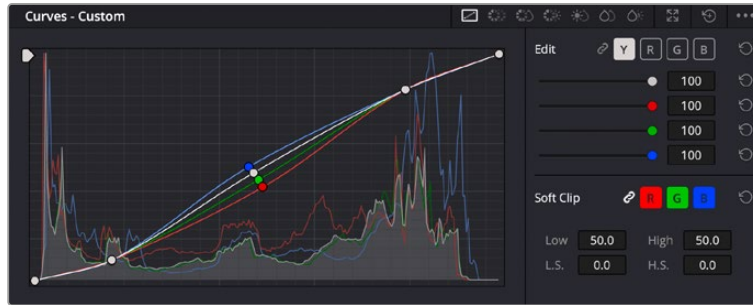 Curves - Custom
Edit Y R G B
100
100
100
100
Soft Clip R G B
Low 50.0 High 50.0
L.S. 0.0 H.S. 0.0